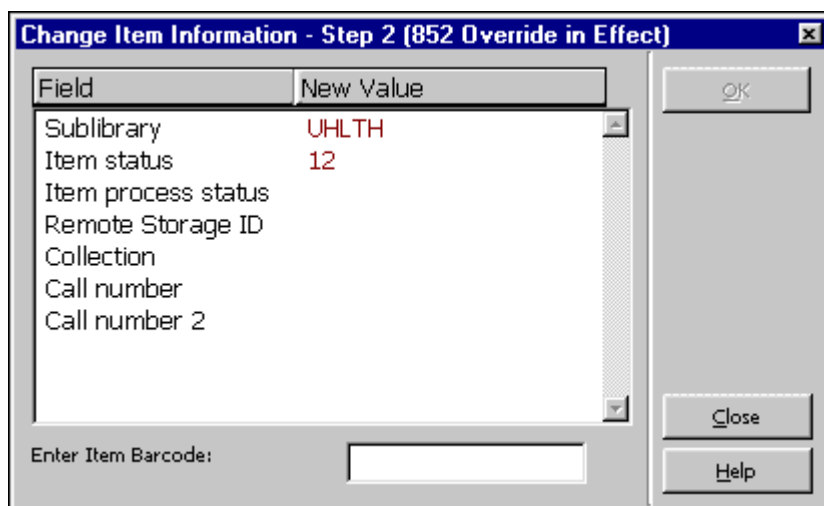 Change Item Information - Step 2 (852 Override in Effect)
Field New Value
OK
Sublibrary UHLTH
Item status 12
Item process status
Remote Storage ID
Collection
Call number
Call number 2
Close
Enter Item Barcode:
Help